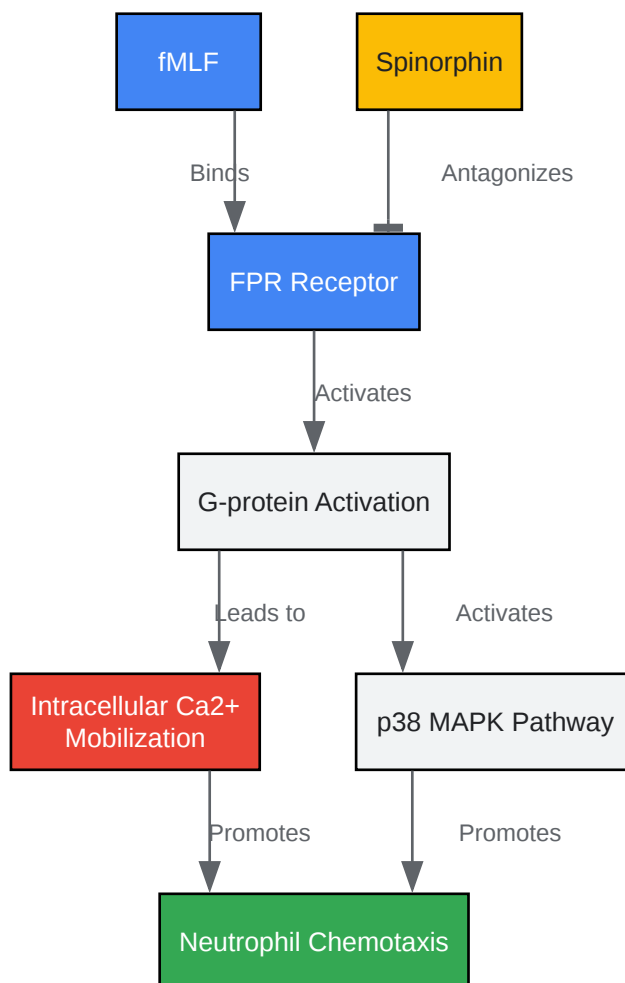 fMLF
Spinorphin
Binds
Antagonizes
FPR Receptor
Activates
G-protein Activation
Leads to
Activates
Intracellular Ca2+
Mobilization
p38 MAPK Pathway
Promotes
Promotes
Neutrophil Chemotaxis